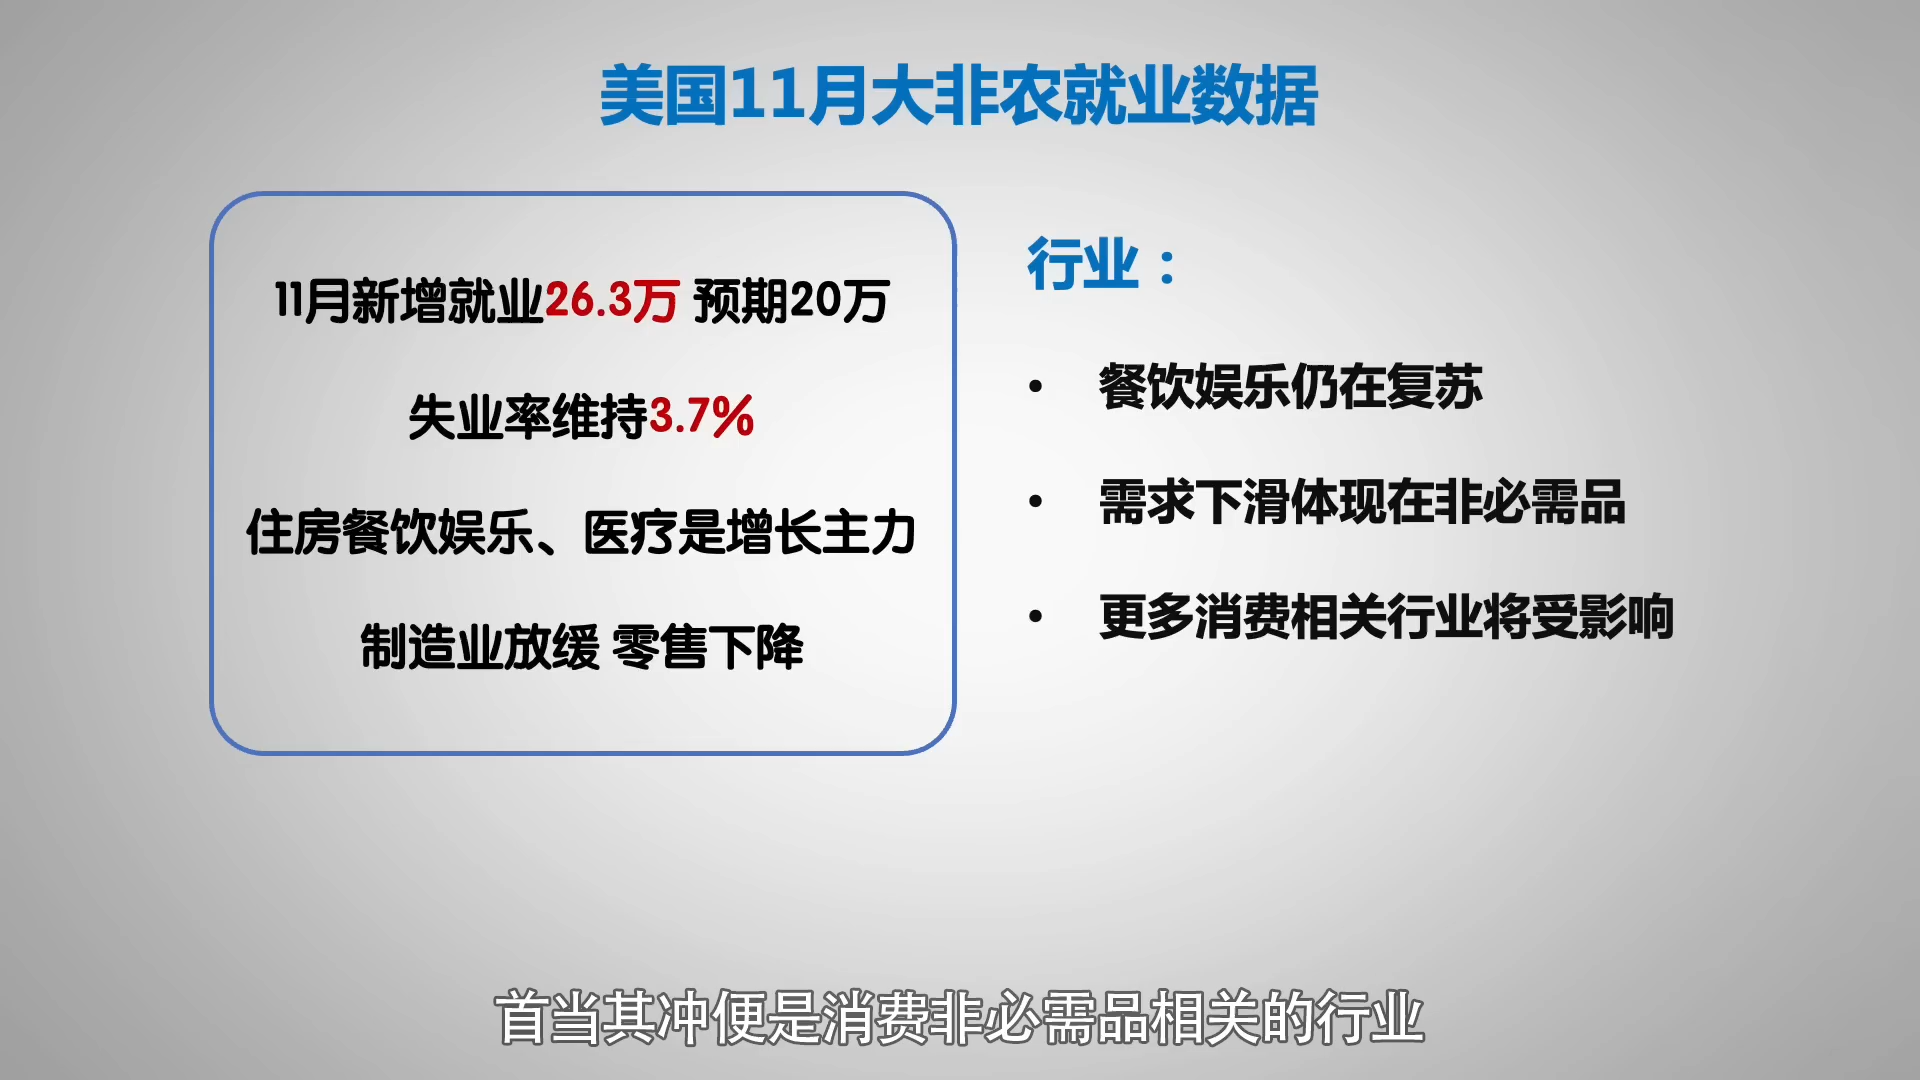 美国11月大非农就业数据
11月新增就业26.3万 预期20万
失业率维持3.7%
住房餐饮娱乐、医疗是增长主力
制造业放缓 零售下降
行业：
• 餐饮娱乐仍在复苏
• 需求下滑体现在非必需品
• 更多消费相关行业将受影响
首当其冲便是消费非必需品相关的行业